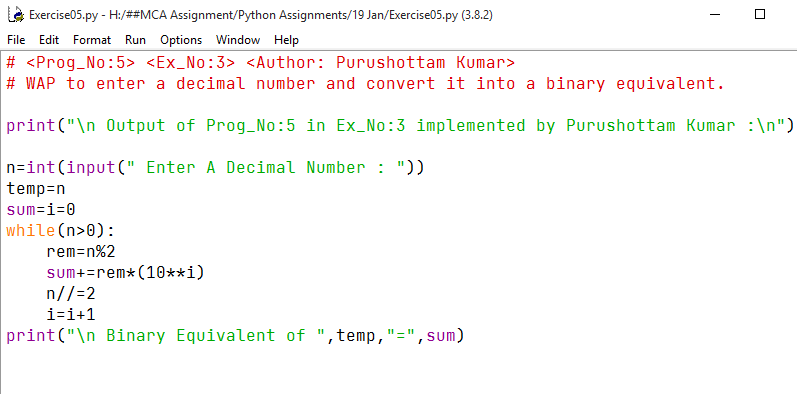 Exercise05.py - H:/##MCA Assignment/Python Assignments/19 Jan/Exercise05.py (3.8.2)
File Edit Format Run Options Window Help
# <Prog_No:5> <Ex_No:3> <Author: Purushottam Kumar>
# WAP to enter a decimal number and convert it into a binary equivalent.
print("\n Output of Prog_No:5 in Ex_No:3 implemented by Purushottam Kumar :\n")
n=int(input(" Enter A Decimal Number : "))
temp=n
sum=i=0
while(n>0):
    rem=n%2
    sum+=rem*(10**i)
    n//=2
    i=i+1
print("\n Binary Equivalent of ",temp,"=",sum)